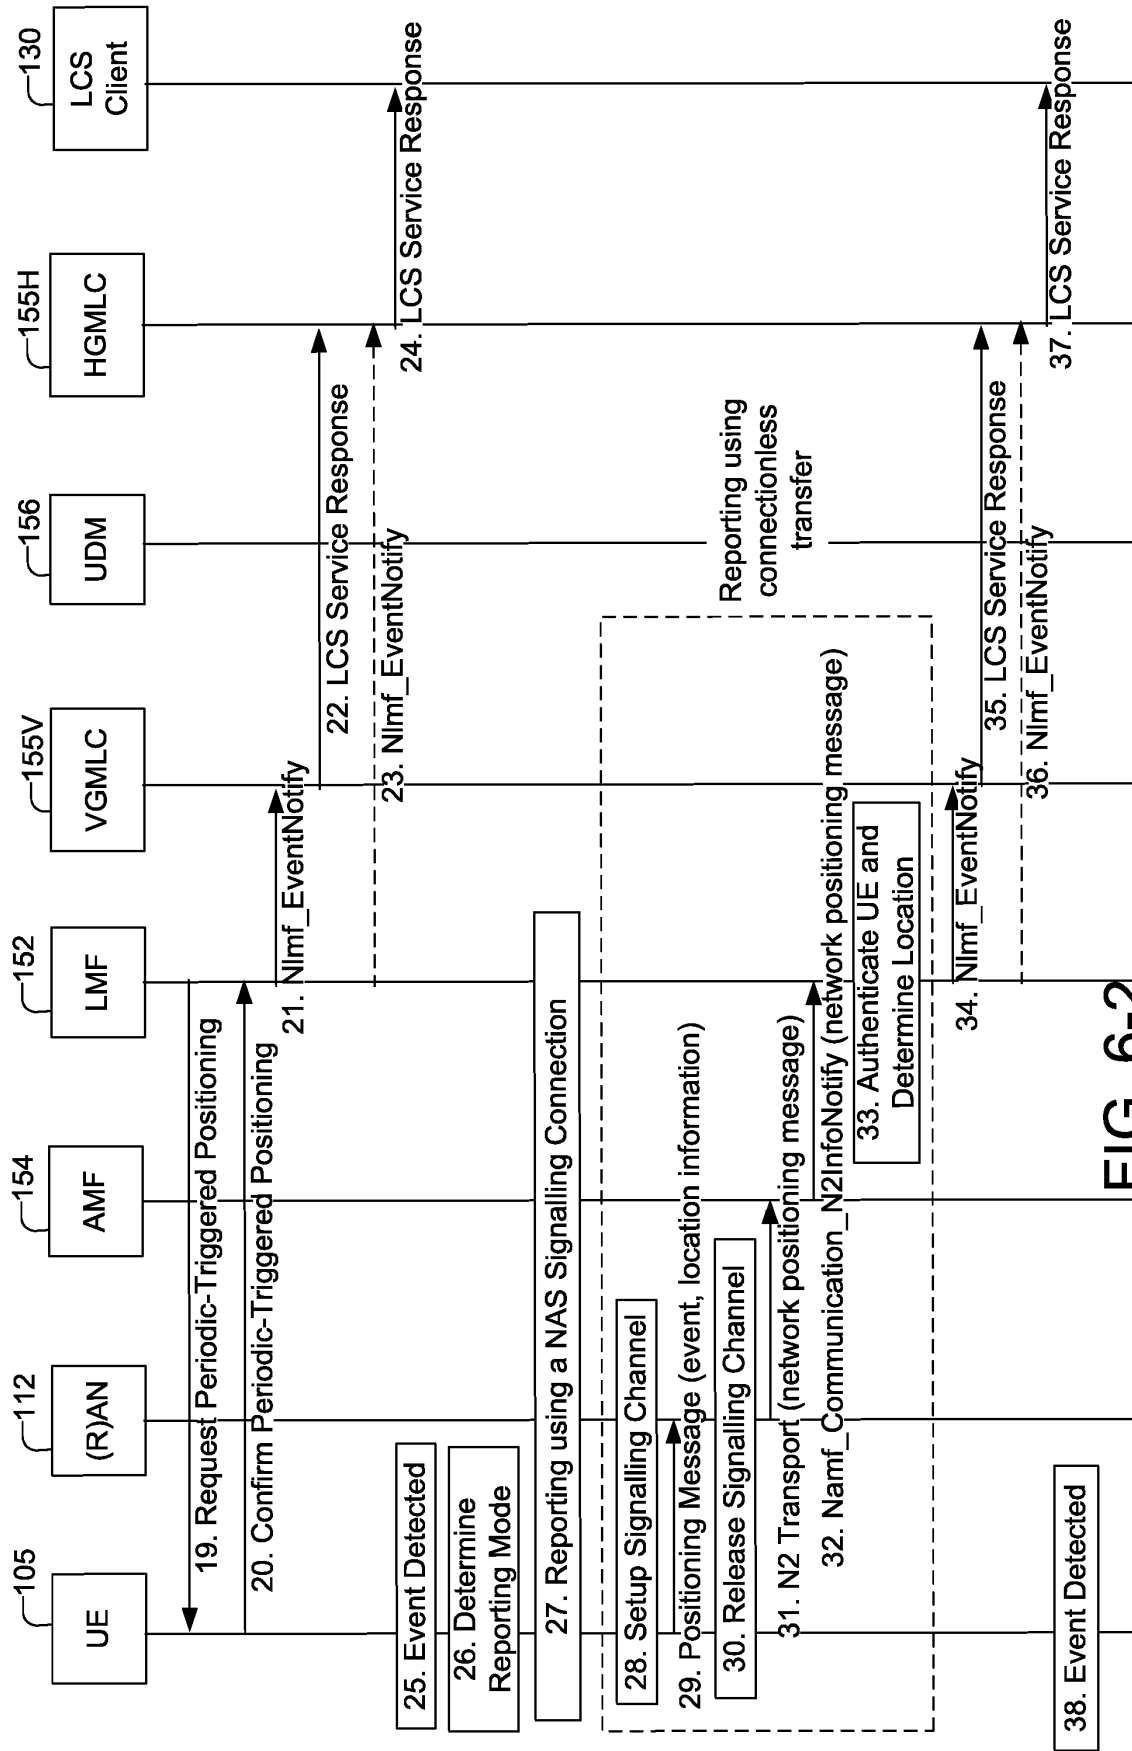 105
112
154
152
155V
156
155H
130
UE
(R)AN
AMF
LMF
VGMLC
UDM
HGMLC
LCS
Client
19. Request Periodic-Triggered Positioning
20. Confirm Periodic-Triggered Positioning
21. Nlmf_EventNotify
22. LCS Service Response
23. Nlmf_EventNotify
24. LCS Service Response
25. Event Detected
26. Determine
Reporting Mode
27. Reporting using a NAS Signalling Connection
Reporting using
connectionless
transfer
28. Setup Signalling Channel
29. Positioning Message (event, location information)
30. Release Signalling Channel
31. N2 Transport (network positioning message)
32. Namf_Communication_N2InfoNotify (network positioning message)
33. Authenticate UE and
Determine Location
34. Nlmf_EventNotify
35. LCS Service Response
36. Nlmf_EventNotify
37. LCS Service Response
38. Event Detected
FIG. 6-2